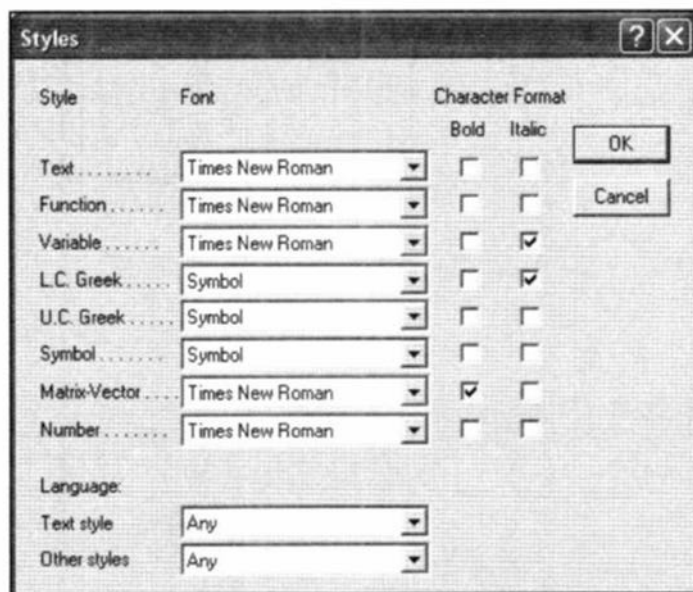 Styles
Style Font Character Format
Bold Italic
OK
Text . . . . . . . . Times New Roman
Cancel
Function . . . . . . Times New Roman
Variable . . . . . . Times New Roman
L.C. Greek . . . . . Symbol
U.C. Greek . . . . . Symbol
Symbol . . . . . . . Symbol
Matrix-Vector . . . . Times New Roman
Number . . . . . . . Times New Roman
Language:
Text style Any
Other styles Any